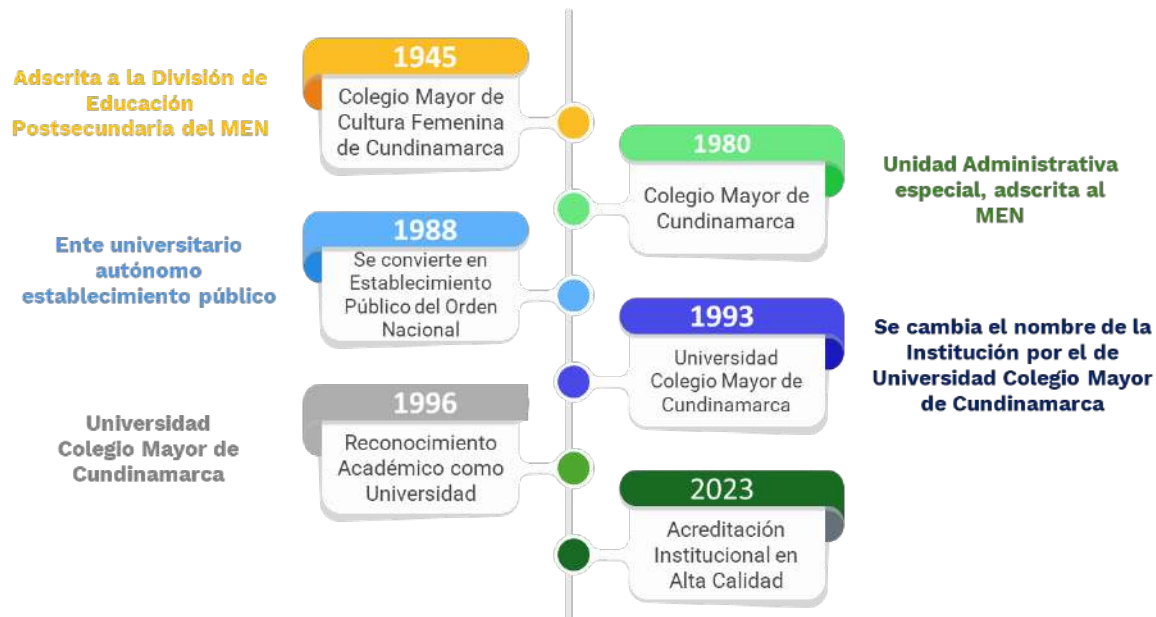 1945
Colegio Mayor de
Cultura Femenina
de Cundinamarca
Adscrita a la División de
Educación
Postsecundaria del MEN
1980
Colegio Mayor de
Cundinamarca
Unidad Administrativa
especial, adscrita al
MEN
1988
Se convierte en
Establecimiento
Público del Orden
Nacional
Ente universitario
autónomo
establecimiento público
1993
Universidad
Colegio Mayor de
Cundinamarca
Se cambia el nombre de la
Institución por el de
Universidad Colegio Mayor
de Cundinamarca
1996
Reconocimiento
Académico como
Universidad
Universidad
Colegio Mayor de
Cundinamarca
2023
Acreditación
Institucional en
Alta Calidad